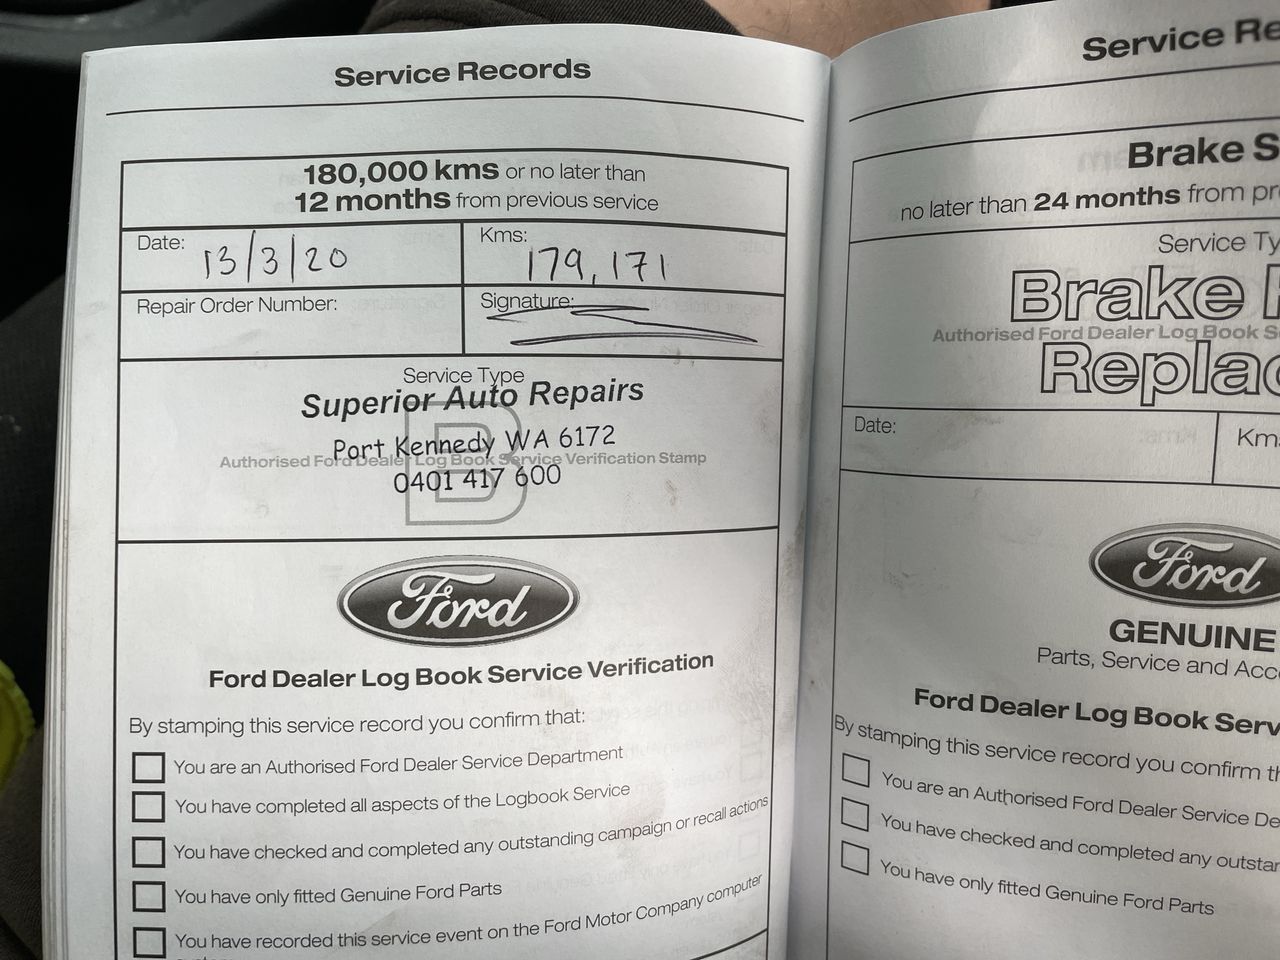 Service Records
180,000 kms or no later than
12 months from previous service
Date: 13/3/20
Kms: 179,171
Repair Order Number:
Signature:
Service Type
B
Superior Auto Repairs
Port Kennedy WA 6172
Authorised Ford Dealer Log Book Service Verification Stamp
0401 417 600
Ford
Ford Dealer Log Book Service Verification
By stamping this service record you confirm that:
You are an Authorised Ford Dealer Service Department
You have completed all aspects of the Logbook Service
You have checked and completed any outstanding campaign or recall actions
You have only fitted Genuine Ford Parts
You have recorded this service event on the Ford Motor Company computer
Service Re
Brake S
no later than 24 months from pr
Service Ty
Brake
Authorised Ford Dealer Log Book S
Replac
Date:
Kms:
Ford
GENUINE
Parts, Service and Acc
Ford Dealer Log Book Serv
By stamping this service record you confirm th
You are an Authorised Ford Dealer Service De
You have checked and completed any outstan
You have only fitted Genuine Ford Parts